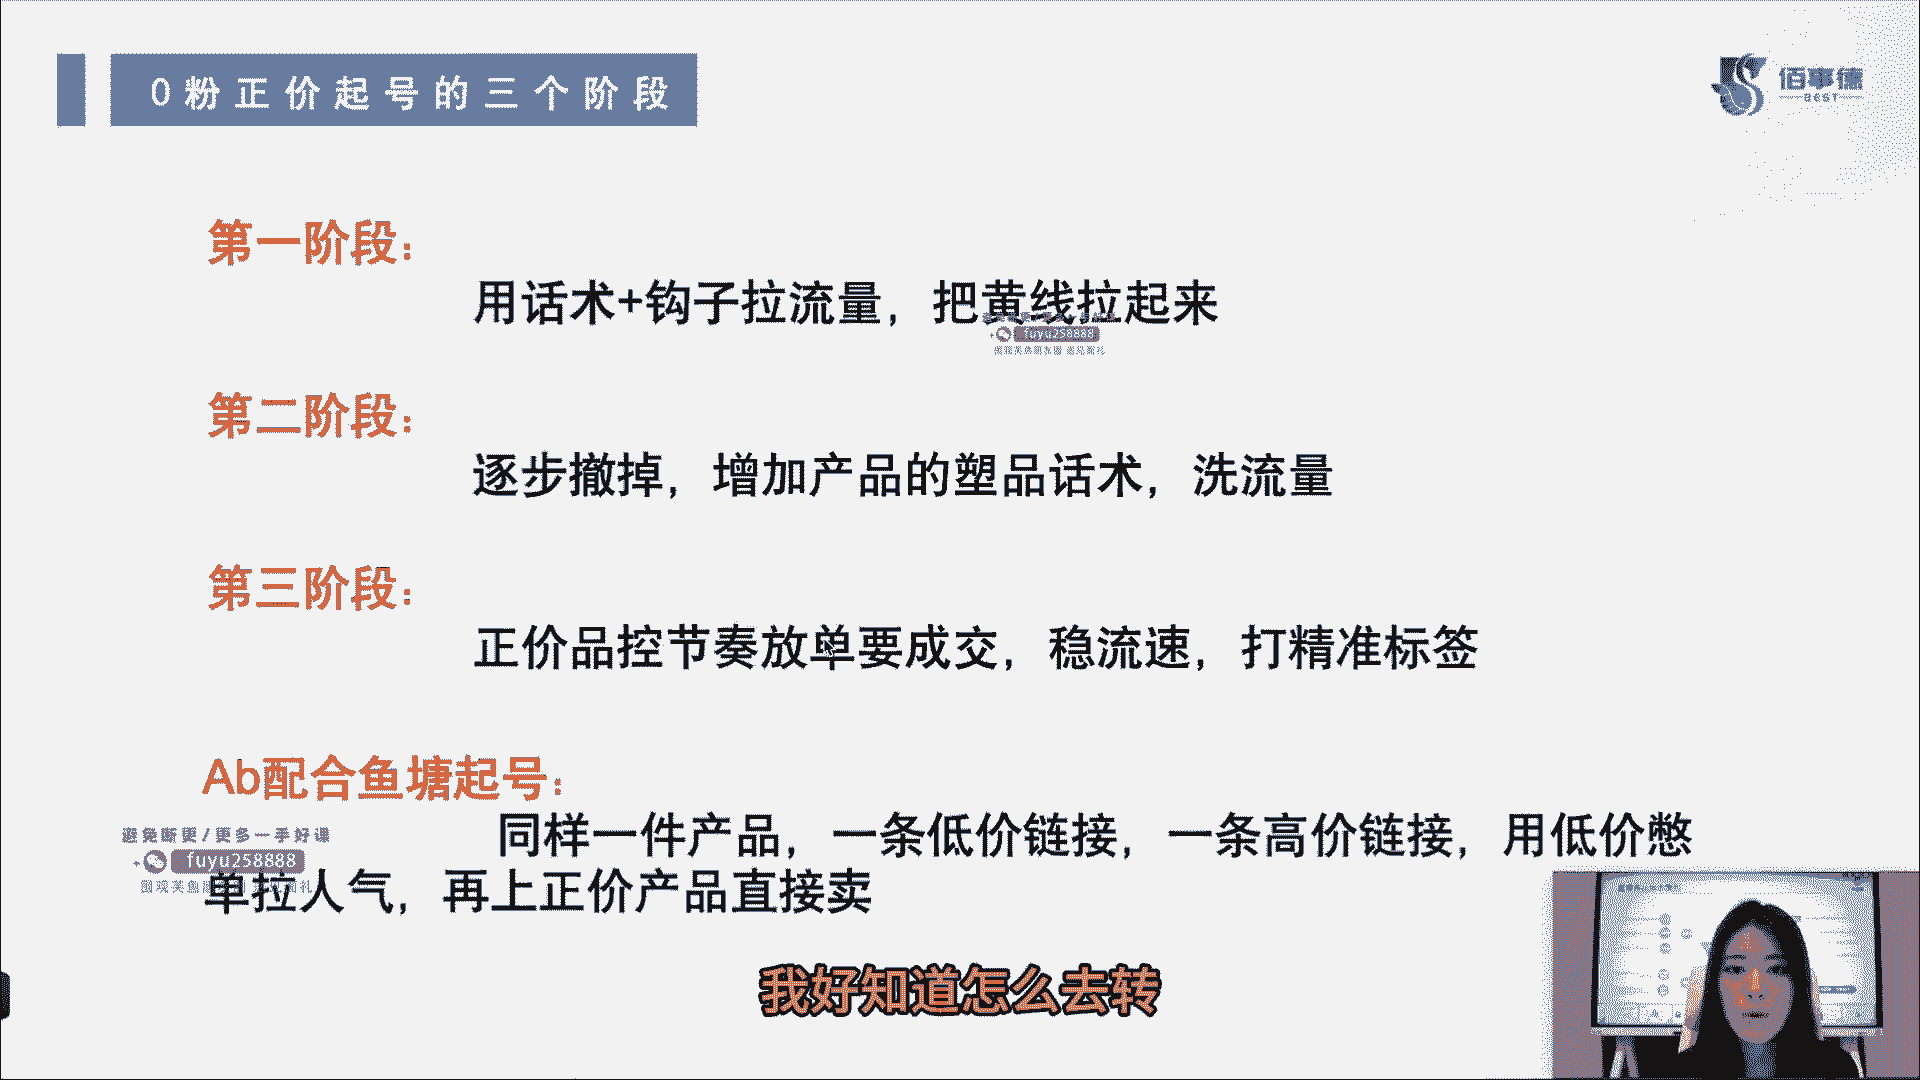 0粉正价起号的三个阶段
佰事德
BEST
第一阶段：
用话术+钩子拉流量，把黄线拉起来
fuyu258888
第二阶段：
逐步撤掉，增加产品的塑品话术，洗流量
第三阶段：
正价品控节奏放单要成交，稳流速，打精准标签
Ab配合鱼塘起号：
同样一件产品，一条低价链接，一条高价链接，用低价憋
避免断更/更多一手好课
fuyu258888
单拉人气，再上正价产品直接卖
我好知道怎么去转